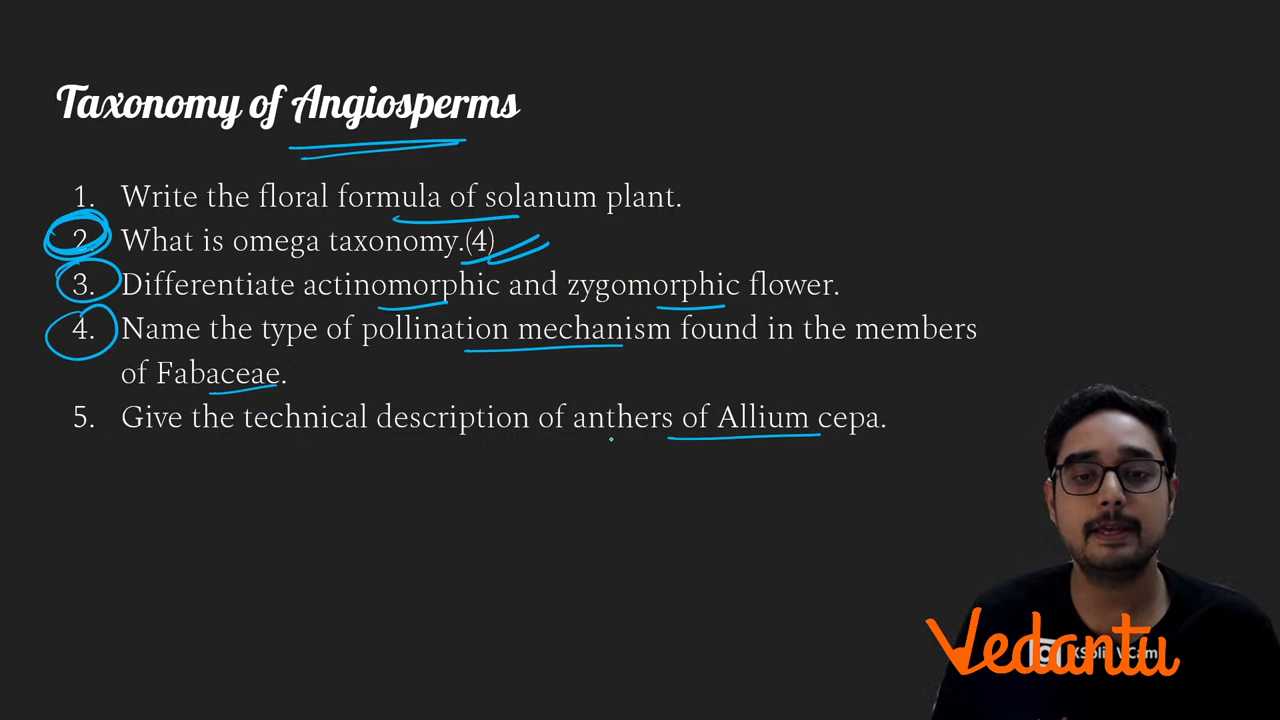 Taxonomy of Angiosperms
1. Write the floral formula of solanum plant.
2. What is omega taxonomy.(4)
3. Differentiate actinomorphic and zygomorphic flower.
4. Name the type of pollination mechanism found in the members
of Fabaceae.
5. Give the technical description of anthers of Allium cepa.
Vedantu